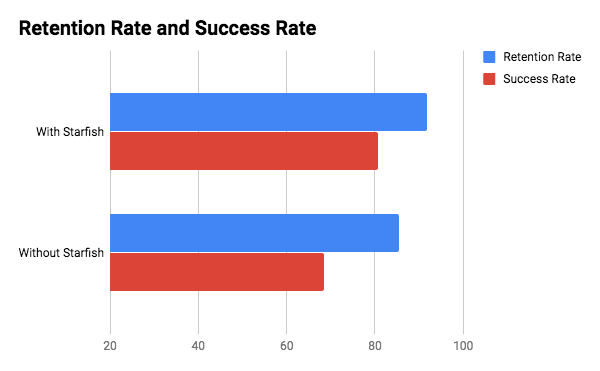 Retention Rate and Success Rate
Retention Rate
Success Rate
With Starfish
Without Starfish
20 40 60 80 100